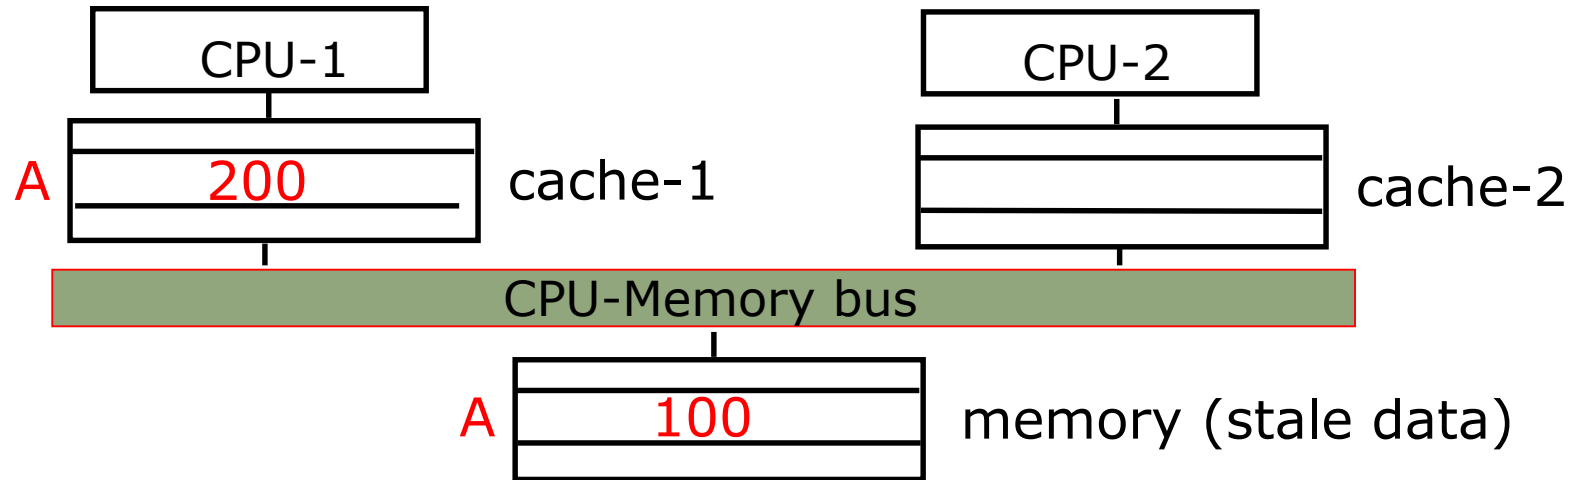 CPU-1
CPU-2
A 200 cache-1
cache-2
CPU-Memory bus
A 100 memory (stale data)